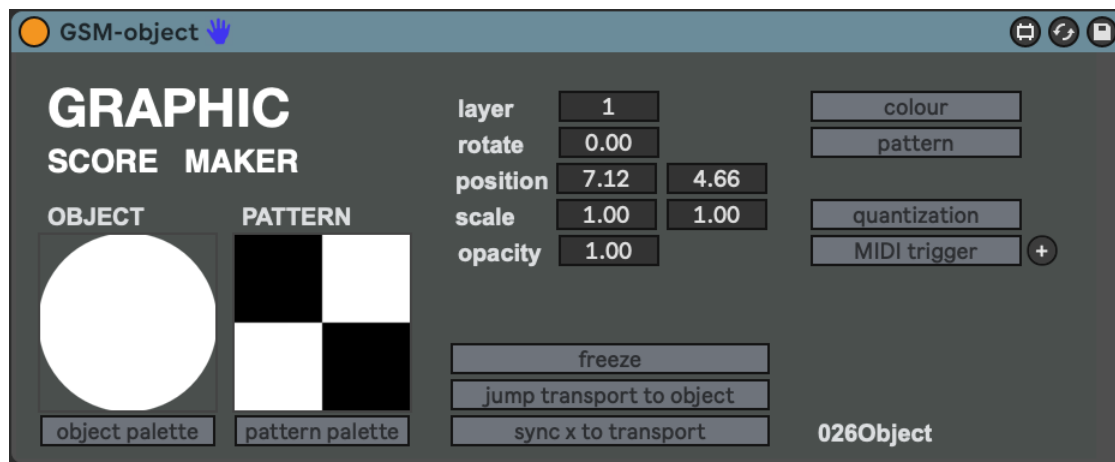 GSM-object
GRAPHIC
SCORE MAKER
OBJECT PATTERN
object palette pattern palette
layer 1
rotate 0.00
position 7.12 4.66
scale 1.00 1.00
opacity 1.00
freeze
jump transport to object
sync x to transport
colour
pattern
quantization
MIDI trigger +
026Object